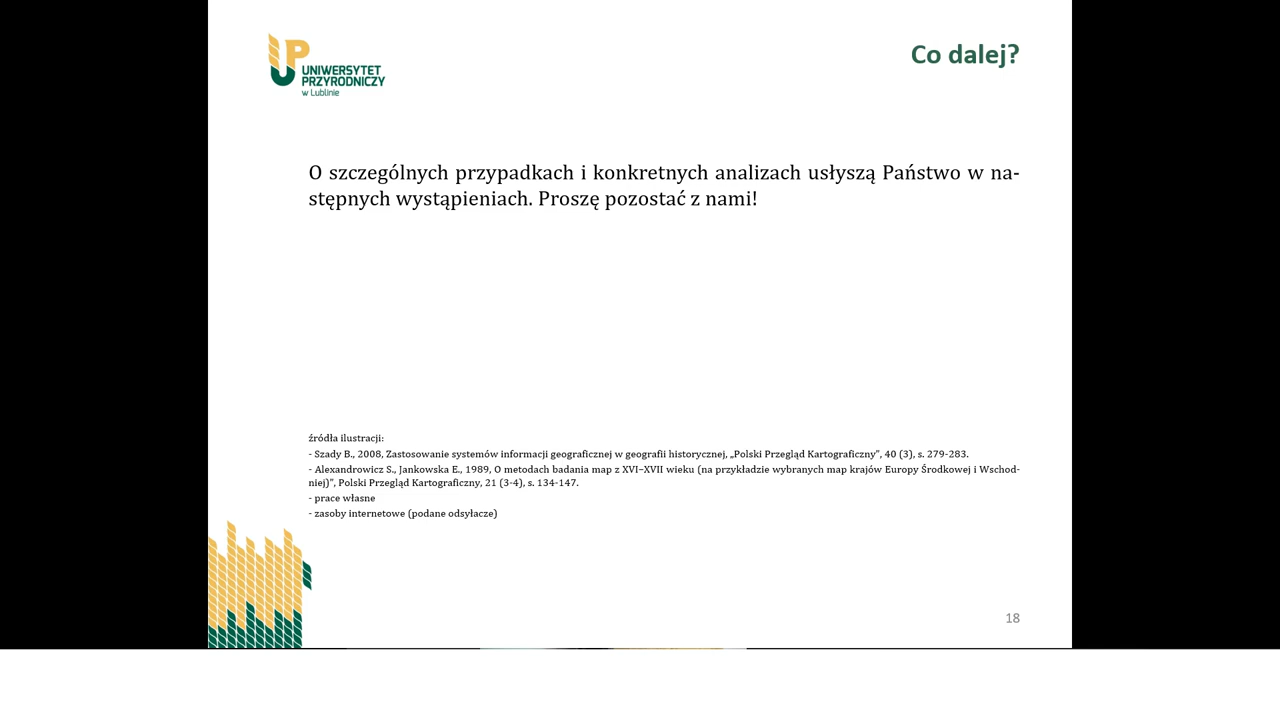 UP
UNIWERSYTET
PRZYRODNICZY
w Lublinie
Co dalej?
O szczególnych przypadkach i konkretnych analizach usłyszą Państwo w na-
stępnych wystąpieniach. Proszę pozostać z nami!
źródła ilustracji:
- Szady B., 2008, Zastosowanie systemów informacji geograficznej w geografii historycznej, „Polski Przegląd Kartograficzny”, 40 (3), s. 279-283.
- Alexandrowicz S., Jankowska E., 1989, O metodach badania map z XVI–XVII wieku (na przykładzie wybranych map krajów Europy Środkowej i Wschod-
niej)”, Polski Przegląd Kartograficzny, 21 (3-4), s. 134-147.
- prace własne
- zasoby internetowe (podane odsyłacze)
18